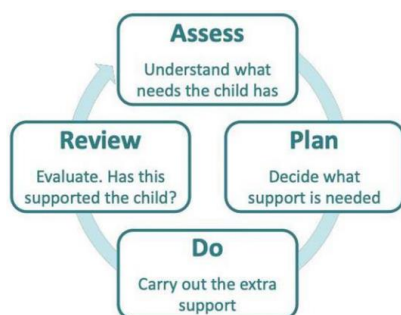 Assess
Understand what
needs the child has
Plan
Decide what
support is needed
Do
Carry out the extra
support
Review
Evaluate. Has this
supported the child?